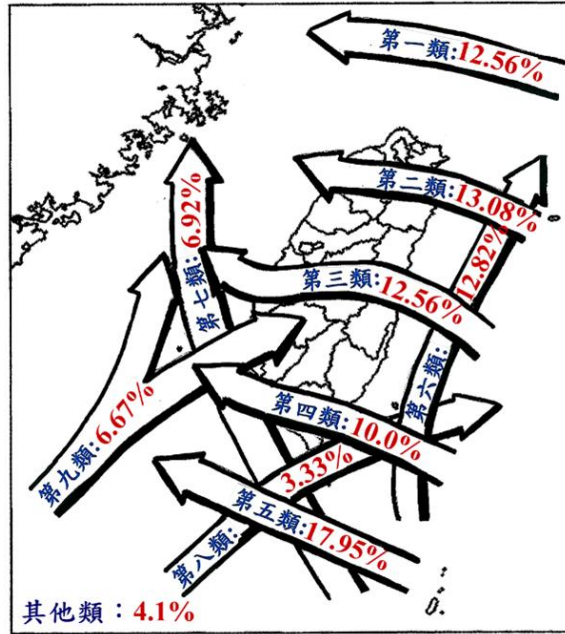 第一類:12.56%
第二類:13.08%
第三類:12.56%
第四類:10.0%
第五類:17.95%
第六類:12.82%
第七類:6.92%
第八類:3.33%
第九類:6.67%
其他類：4.1%